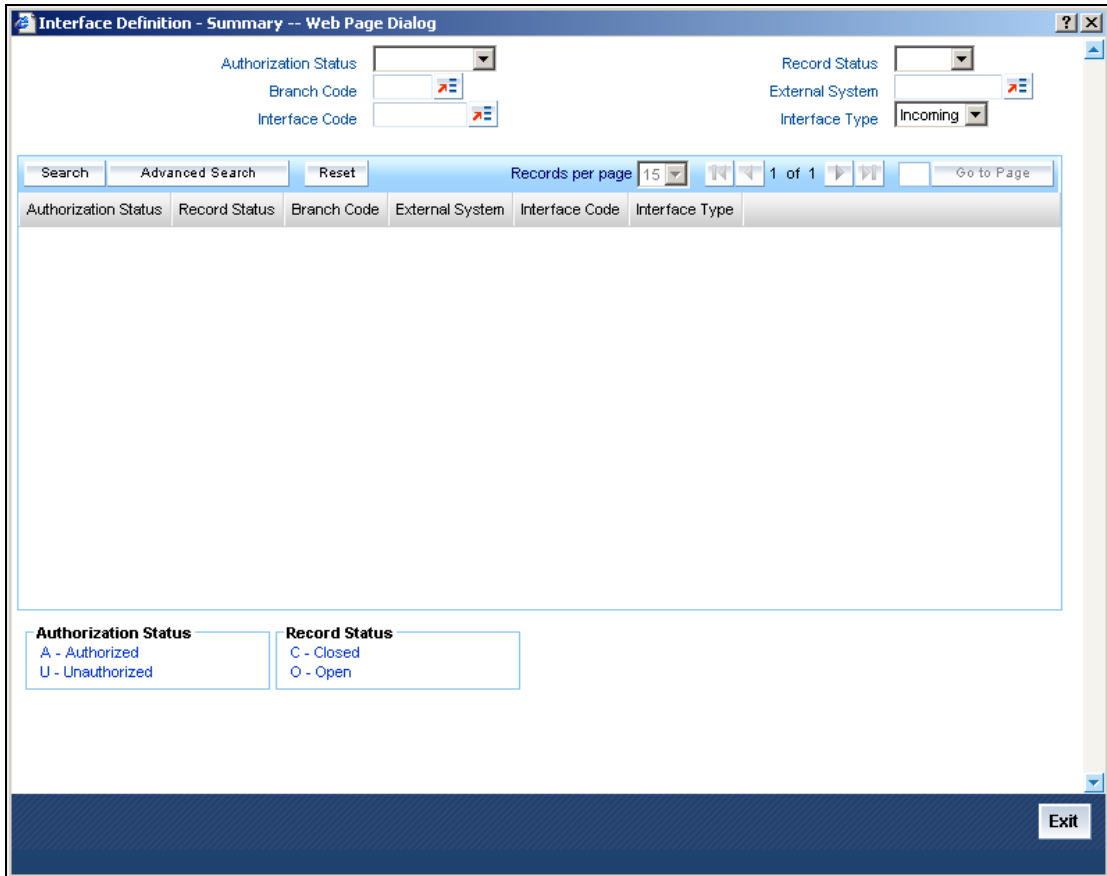 Interface Definition - Summary -- Web Page Dialog
Authorization Status
Record Status
Branch Code
External System
Interface Code
Interface Type Incoming
Search Advanced Search Reset Records per page 15 1 of 1 Go to Page
Authorization Status Record Status Branch Code External System Interface Code Interface Type
Authorization Status
A - Authorized
U - Unauthorized
Record Status
C - Closed
O - Open
Exit